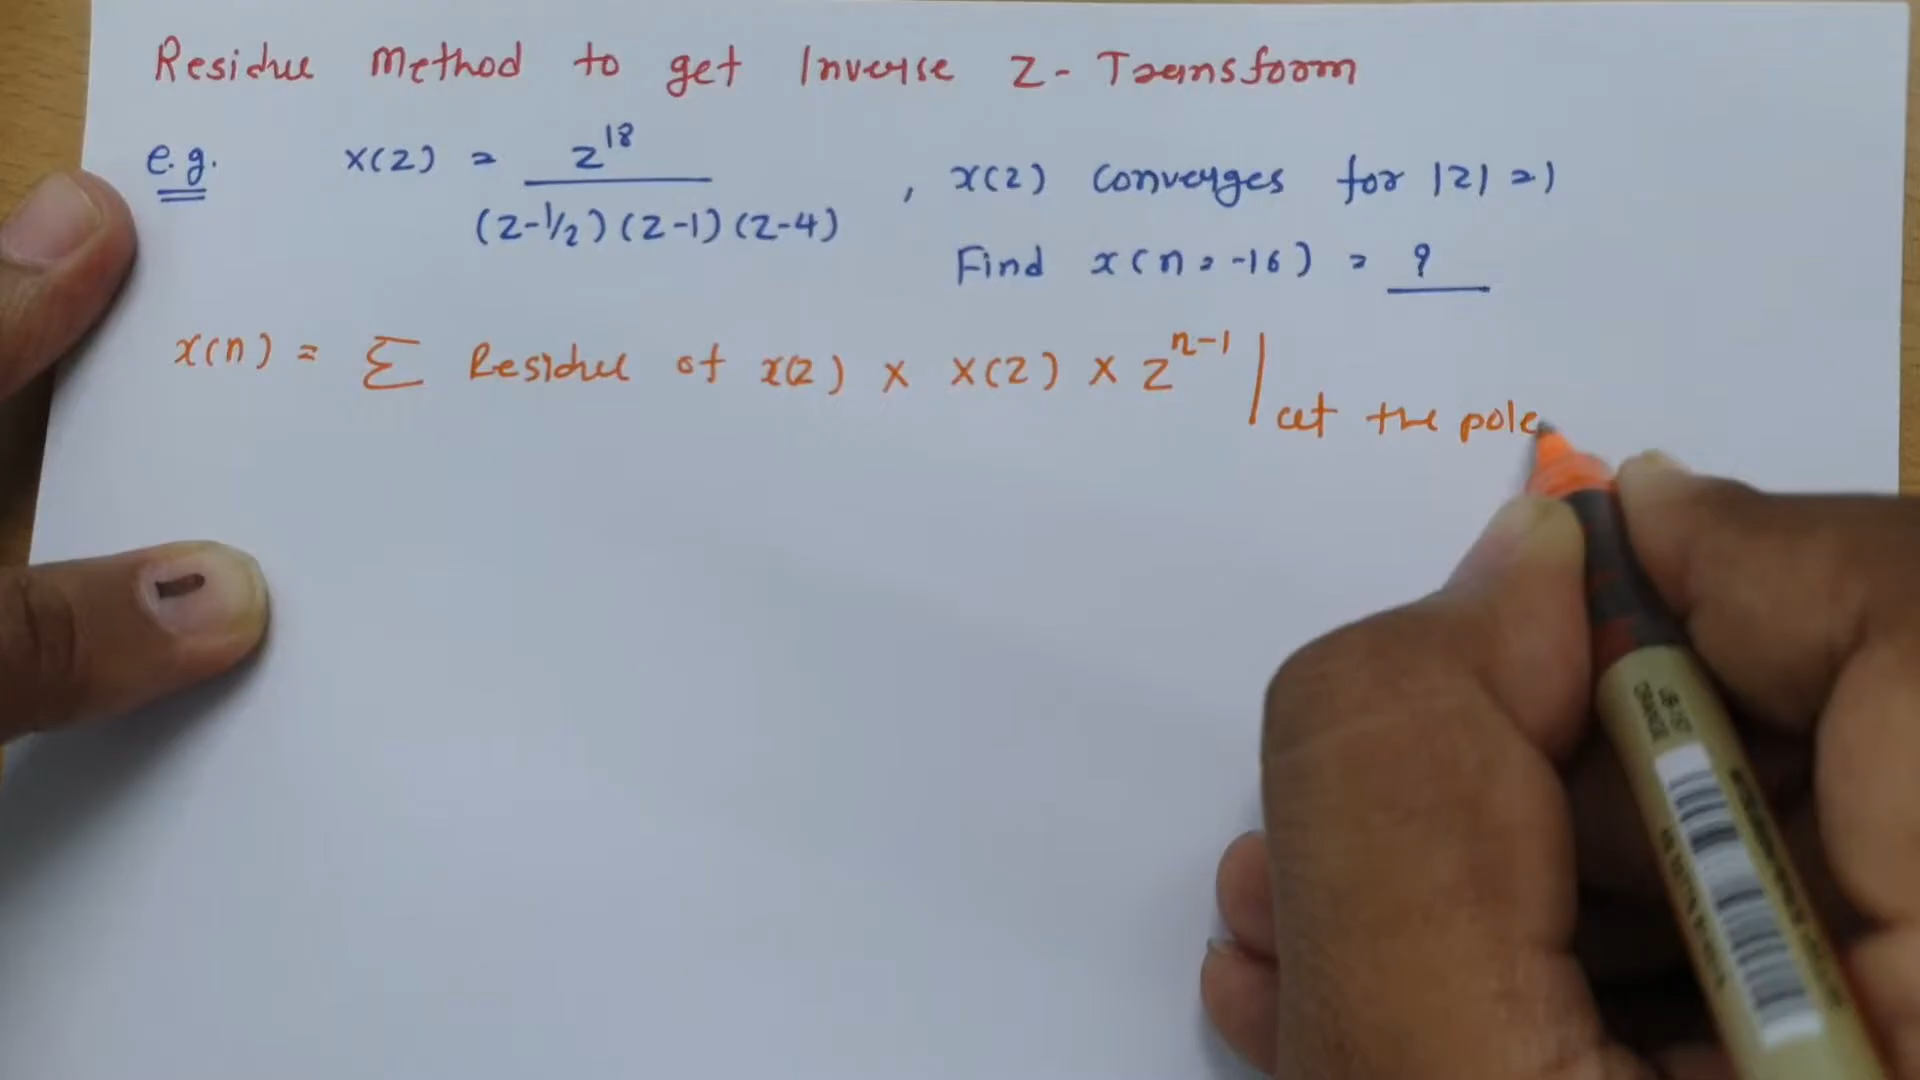 Residue Method to get Inverse Z-Transform
e.g. X(Z) = Z^18 / (Z-1/2)(Z-1)(Z-4) , X(Z) converges for |Z| = 1
Find x(n=-16) = ?
x(n) = Σ Residue of X(Z) × X(Z) × Z^n-1 | at the pole
ORANGE